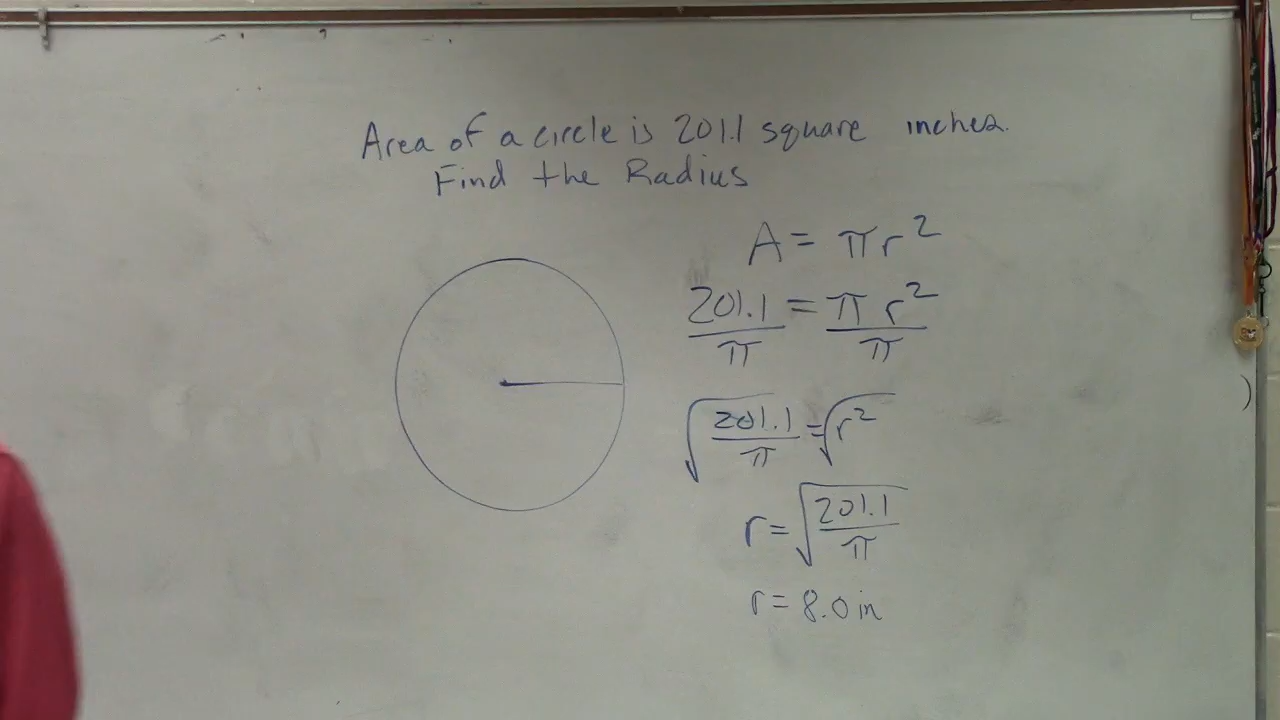 Area of a circle is 201.1 square inches.
Find the Radius
A = πr²
201.1/π = πr²/π
√(201.1/π) = √r²
r = √(201.1/π)
r = 8.0 in